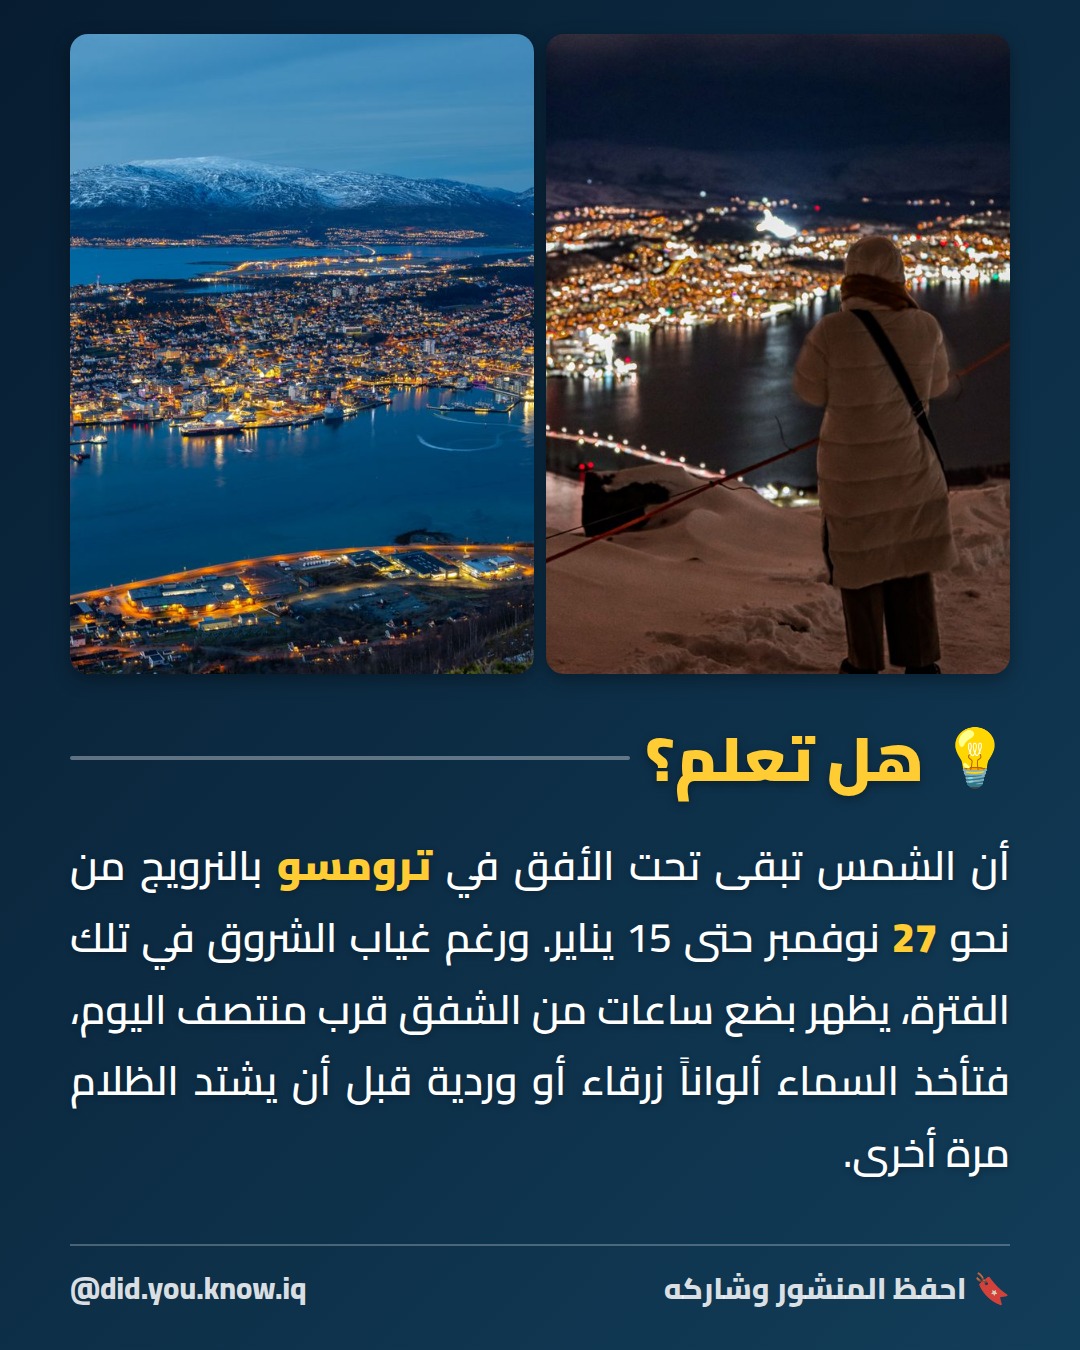 هل تعلم؟
أن الشمس تبقى تحت الأفق في ترومسو بالنرويج من
نحو 27 نوفمبر حتى 15 يناير. ورغم غياب الشروق في تلك
الفترة، يظهر بضع ساعات من الشفق قرب منتصف اليوم،
فتأخذ السماء ألواناً زرقاء أو وردية قبل أن يشتد الظلام
مرة أخرى.
احفظ المنشور وشاركه
@did.you.know.iq